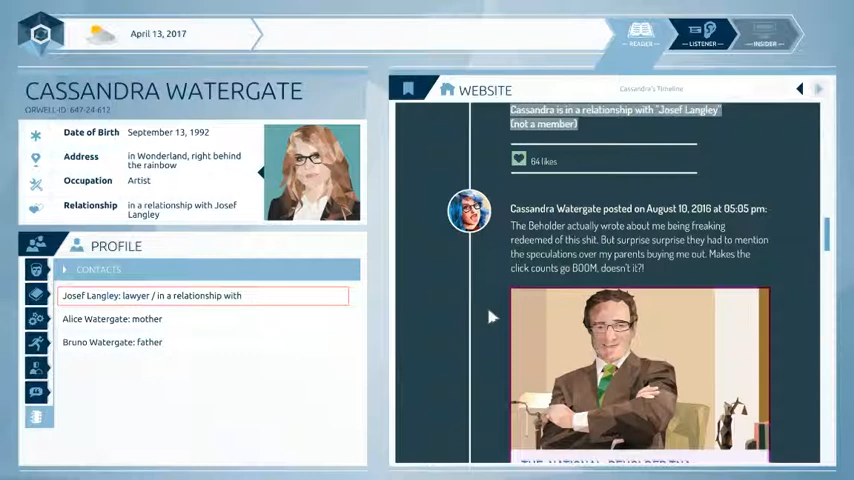 April 13, 2017
READER
LISTENER
INSIDER
CASSANDRA WATERGATE
ORWELL-ID: 647-24-612
Date of Birth September 13, 1992
Address in Wonderland, right behind
the rainbow
Occupation Artist
Relationship in a relationship with Josef
Langley
PROFILE
CONTACTS
Josef Langley: lawyer / in a relationship with
Alice Watergate: mother
Bruno Watergate: father
WEBSITE
Cassandra's Timeline
Cassandra is in a relationship with "Josef Langley"
(not a member)
64 likes
Cassandra Watergate posted on August 10, 2016 at 05:05 pm:
The Beholder actually wrote about me being freaking
redeemed of this shit. But surprise surprise they had to mention
the speculations over my parents buying me out. Makes the
click counts go BOOM, doesn't it?!
THE NATIONAL BEHOLDER